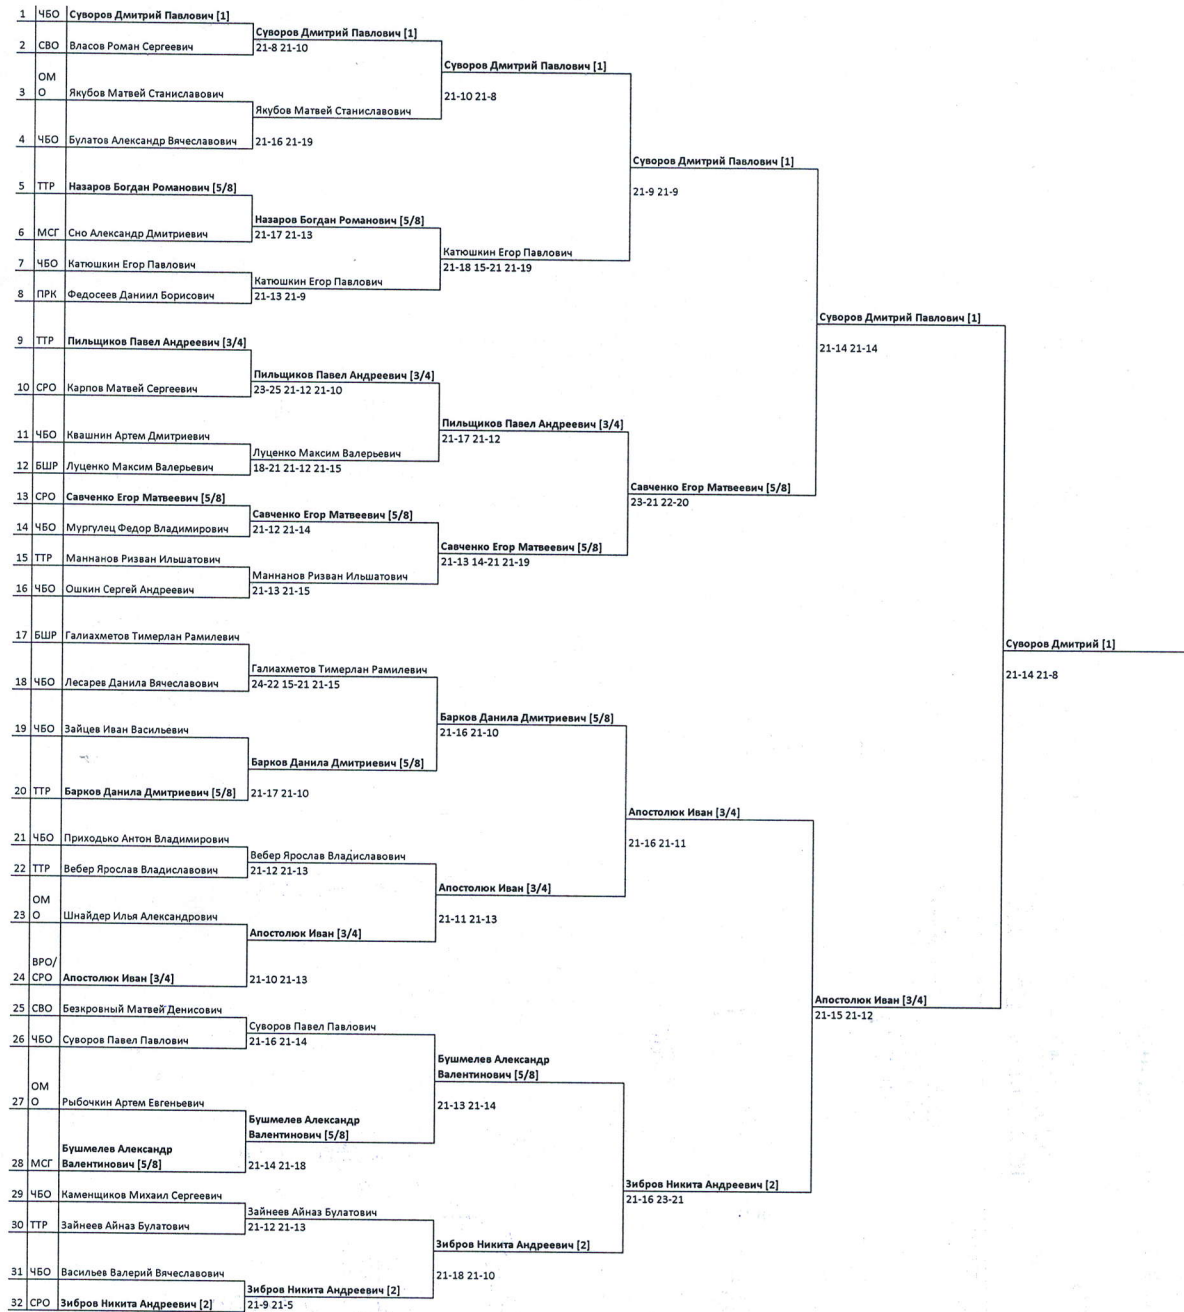 1 ЧБО Суворов Дмитрий Павлович [1]
Суворов Дмитрий Павлович [1]
2 СВО Власов Роман Сергеевич
21-8 21-10
Суворов Дмитрий Павлович [1]
ОМ
3 О Якубов Матвей Станиславович
21-10 21-8
Якубов Матвей Станиславович
4 ЧБО Булатов Александр Вячеславович
21-16 21-19
Суворов Дмитрий Павлович [1]
5 ТТР Назаров Богдан Романович [5/8]
21-9 21-9
Назаров Богдан Романович [5/8]
6 МСГ Сно Александр Дмитриевич
21-17 21-13
Катюшкин Егор Павлович
7 ЧБО Катюшкин Егор Павлович
21-18 15-21 21-19
Катюшкин Егор Павлович
8 ПРК Федосеев Даниил Борисович
21-13 21-9
Суворов Дмитрий Павлович [1]
9 ТТР Пильщиков Павел Андреевич [3/4]
21-14 21-14
Пильщиков Павел Андреевич [3/4]
10 СРО Карпов Матвей Сергеевич
23-25 21-12 21-10
Пильщиков Павел Андреевич [3/4]
11 ЧБО Квашнин Артем Дмитриевич
21-17 21-12
Луценко Максим Валерьевич
12 БШР Луценко Максим Валерьевич
18-21 21-12 21-15
Савченко Егор Матвеевич [5/8]
13 СРО Савченко Егор Матвеевич [5/8]
23-21 22-20
Савченко Егор Матвеевич [5/8]
14 ЧБО Мургулец Федор Владимирович
21-12 21-14
Савченко Егор Матвеевич [5/8]
15 ТТР Маннанов Ризван Ильшатович
21-13 14-21 21-19
Маннанов Ризван Ильшатович
16 ЧБО Ошкин Сергей Андреевич
21-13 21-15
17 БШР Галиахметов Тимерлан Рамилевич
Суворов Дмитрий [1]
Галиахметов Тимерлан Рамилевич
21-14 21-8
18 ЧБО Лесарев Данила Вячеславович
24-22 15-21 21-15
Барков Данила Дмитриевич [5/8]
19 ЧБО Зайцев Иван Васильевич
21-16 21-10
Барков Данила Дмитриевич [5/8]
20 ТТР Барков Данила Дмитриевич [5/8]
21-17 21-10
Апостолюк Иван [3/4]
21 ЧБО Приходько Антон Владимирович
21-16 21-11
Вебер Ярослав Владиславович
22 ТТР Вебер Ярослав Владиславович
21-12 21-13
Апостолюк Иван [3/4]
ОМ
23 О Шнайдер Илья Александрович
21-11 21-13
Апостолюк Иван [3/4]
ВРО/
24 СРО Апостолюк Иван [3/4]
21-10 21-13
Апостолюк Иван [3/4]
25 СВО Безкровный Матвей Денисович
21-15 21-12
Суворов Павел Павлович
26 ЧБО Суворов Павел Павлович
21-16 21-14
Бушмелев Александр
Валентинович [5/8]
ОМ
27 О Рыбочкин Артем Евгеньевич
21-13 21-14
Бушмелев Александр
Валентинович [5/8]
Бушмелев Александр
28 МСГ Валентинович [5/8]
21-14 21-18
Зибров Никита Андреевич [2]
29 ЧБО Каменщиков Михаил Сергеевич
21-16 23-21
Зайнеев Айназ Булатович
30 ТТР Зайнеев Айназ Булатович
21-12 21-13
Зибров Никита Андреевич [2]
31 ЧБО Васильев Валерий Вячеславович
21-18 21-10
Зибров Никита Андреевич [2]
32 СРО Зибров Никита Андреевич [2]
21-9 21-5